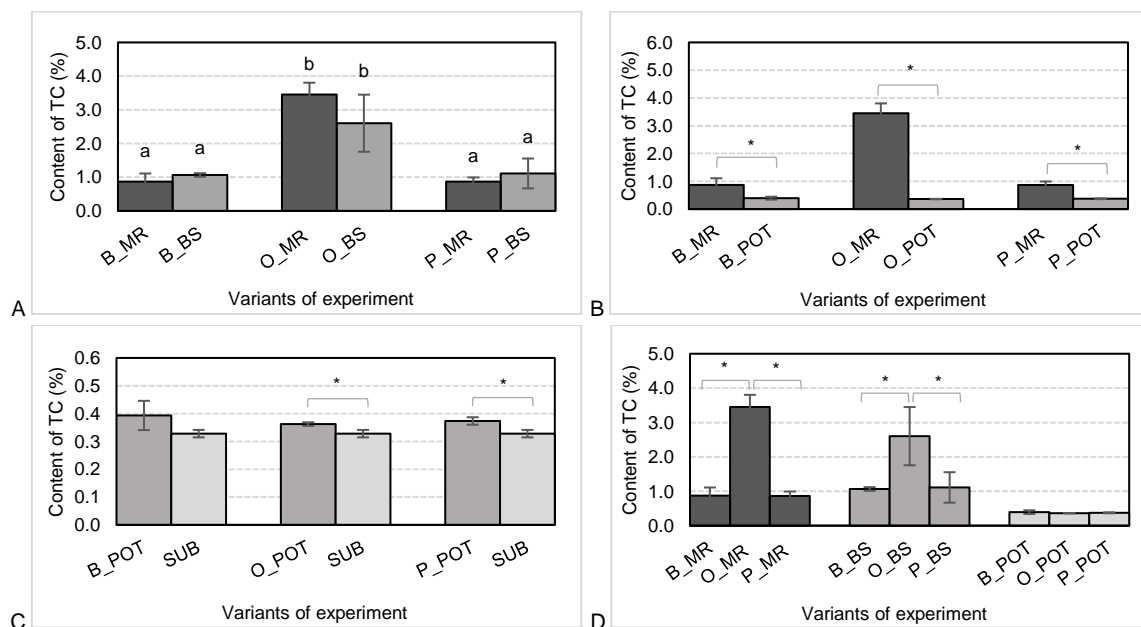 Content of TC (%)
5.0
4.0
3.0
2.0
1.0
0.0
a
a
b
b
a
a
B_MR
B_BS
O_MR
O_BS
P_MR
P_BS
Variants of experiment
A
Content of TC (%)
6.0
5.0
4.0
3.0
2.0
1.0
0.0
*
*
*
B_MR
B_POT
O_MR
O_POT
P_MR
P_POT
Variants of experiment
B
Content of TC (%)
0.6
0.5
0.4
0.3
0.2
0.1
0.0
*
*
B_POT
SUB
O_POT
SUB
P_POT
SUB
Variants of experiment
C
Content of TC (%)
5.0
4.0
3.0
2.0
1.0
0.0
*
*
*
*
B_MR
O_MR
P_MR
B_BS
O_BS
P_BS
B_POT
O_POT
P_POT
Variants of experiment
D